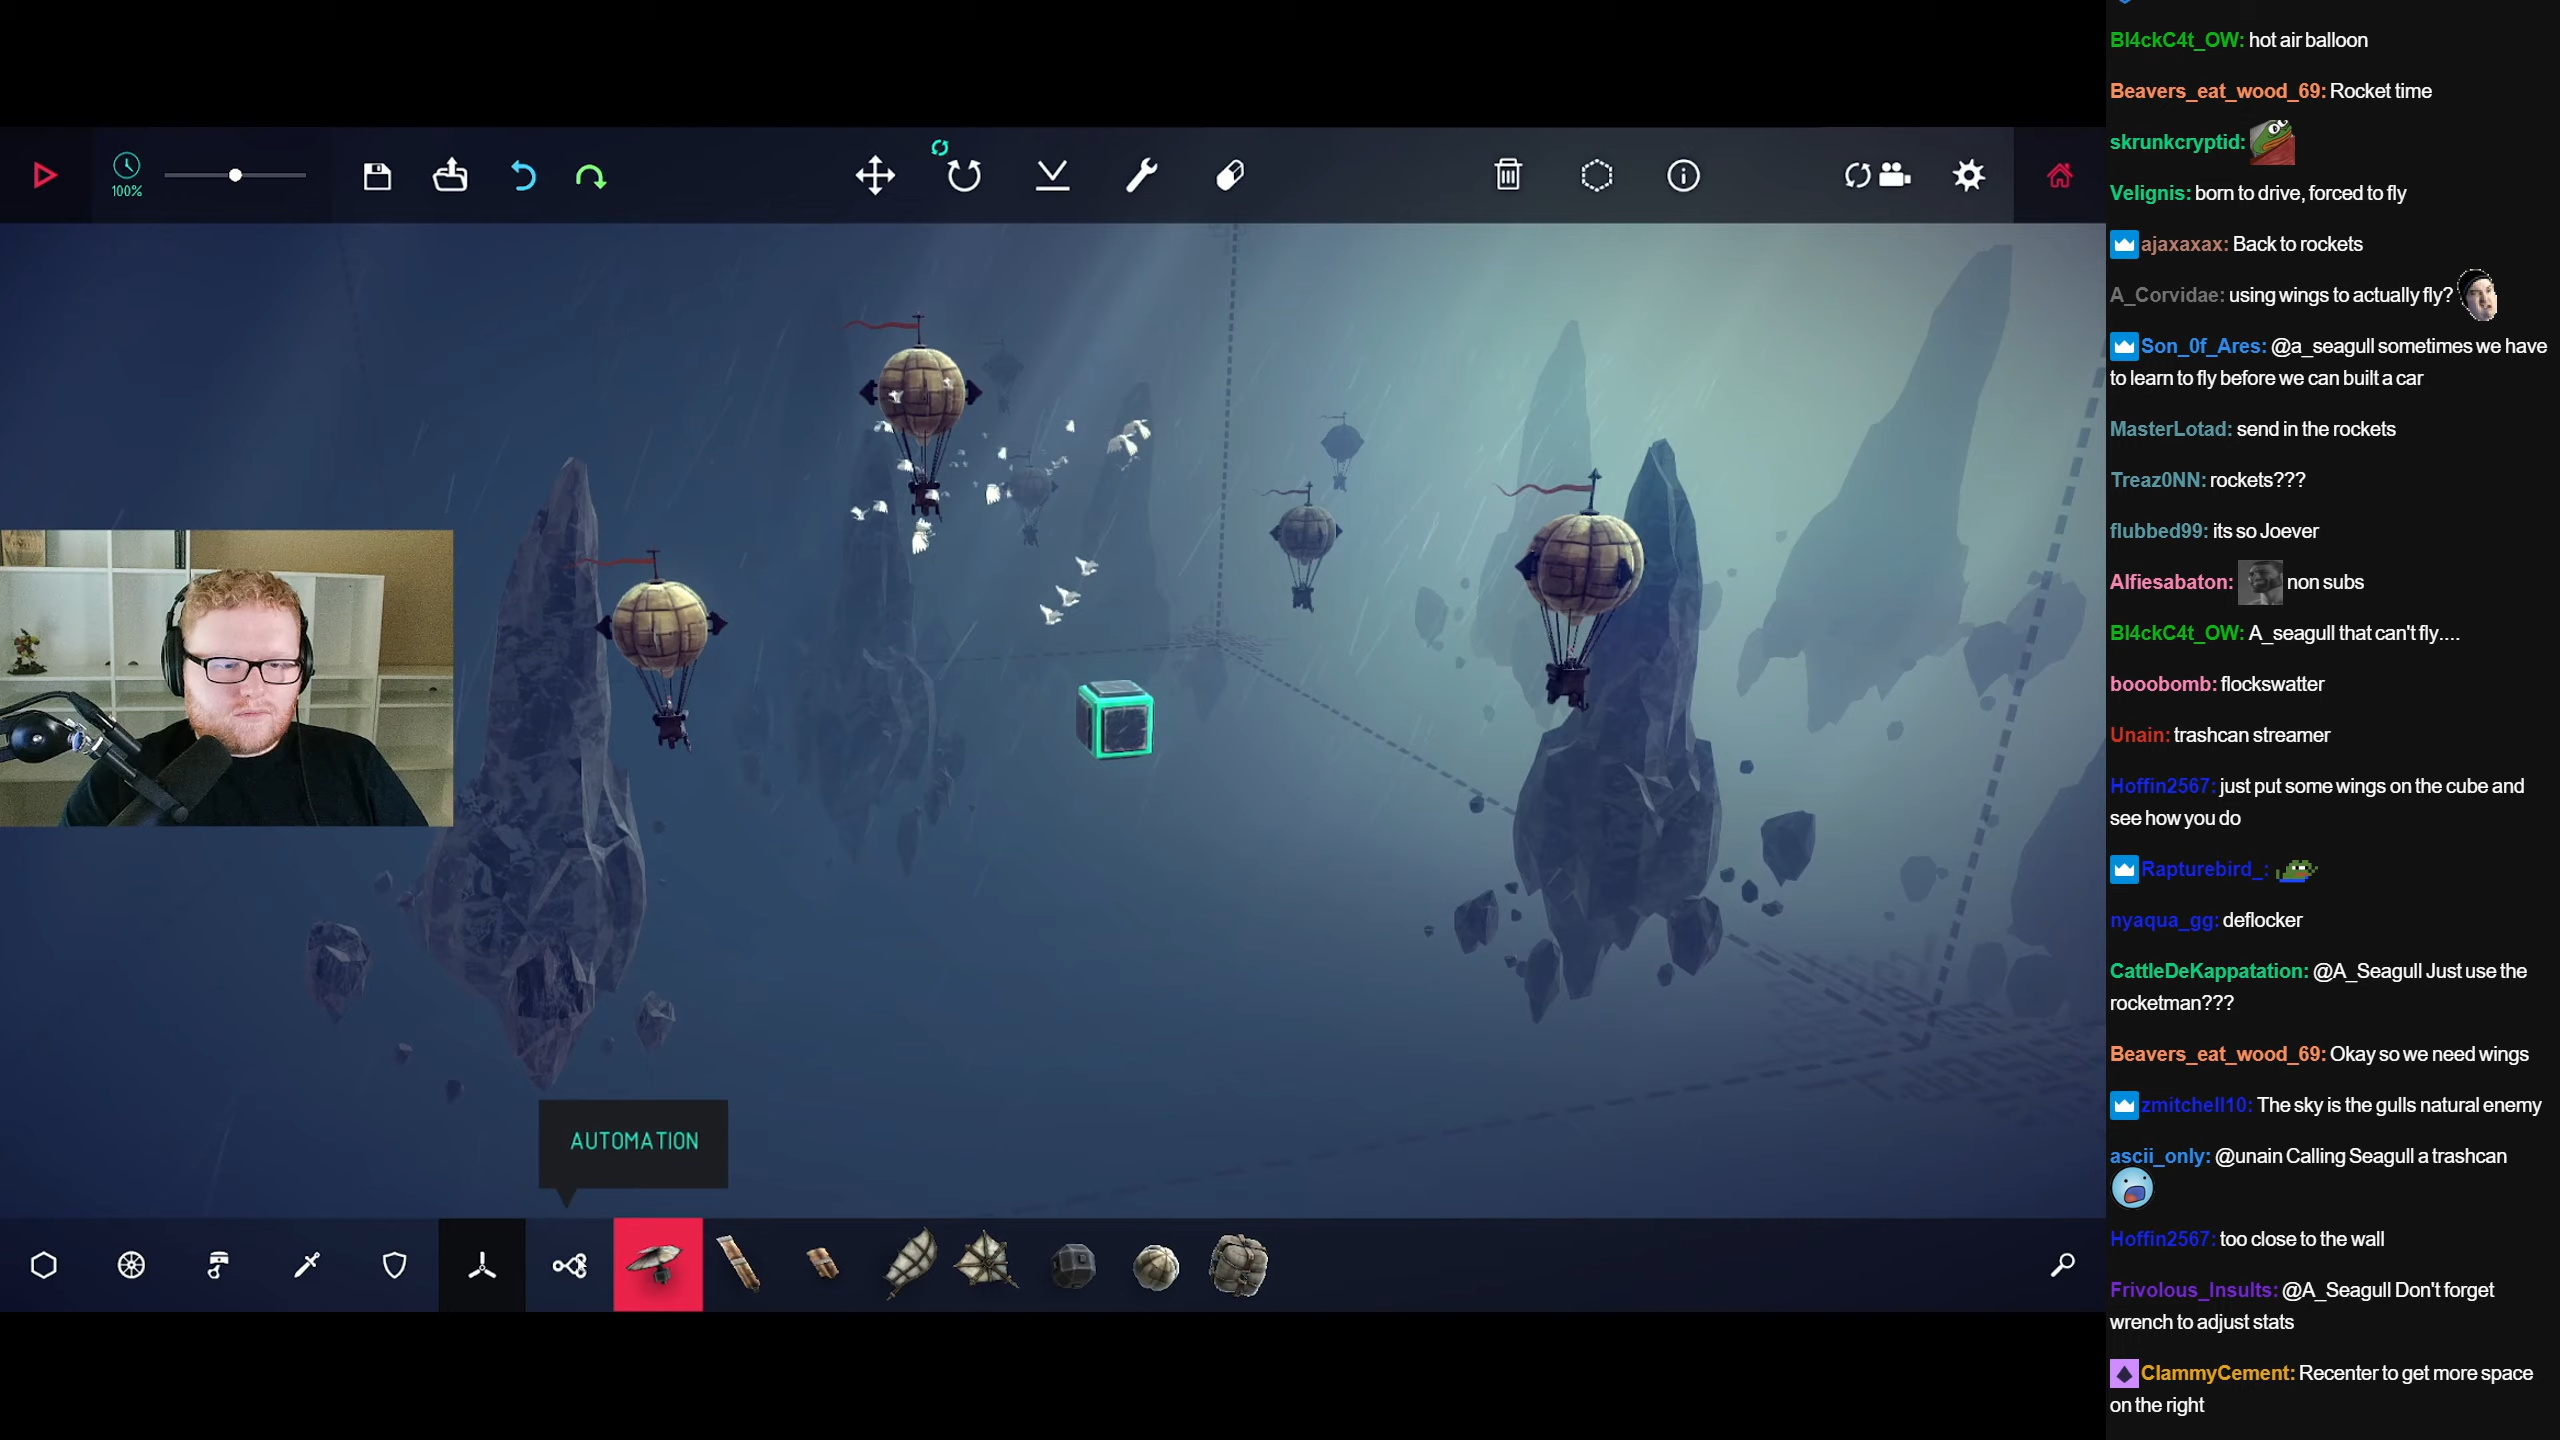 100%
AUTOMATION
Bl4ckC4t_OW: hot air balloon
Beavers_eat_wood_69: Rocket time
skrunkcryptid:
Velignis: born to drive, forced to fly
ajaxaxax: Back to rockets
A_Corvidae: using wings to actually fly?
Son_0f_Ares: @a_seagull sometimes we have
to learn to fly before we can built a car
MasterLotad: send in the rockets
Treaz0NN: rockets???
flubbed99: its so Joever
Alfiesabaton: non subs
Bl4ckC4t_OW: A_seagull that can't fly....
booobomb: flockswatter
Unain: trashcan streamer
Hoffin2567: just put some wings on the cube and
see how you do
Rapturebird_:
nyaqua_gg: deflocker
CattleDeKappatation: @A_Seagull Just use the
rocketman???
Beavers_eat_wood_69: Okay so we need wings
zmitchell10: The sky is the gulls natural enemy
ascii_only: @unain Calling Seagull a trashcan
Hoffin2567: too close to the wall
Frivolous_Insults: @A_Seagull Don't forget
wrench to adjust stats
ClammyCement: Recenter to get more space
on the right